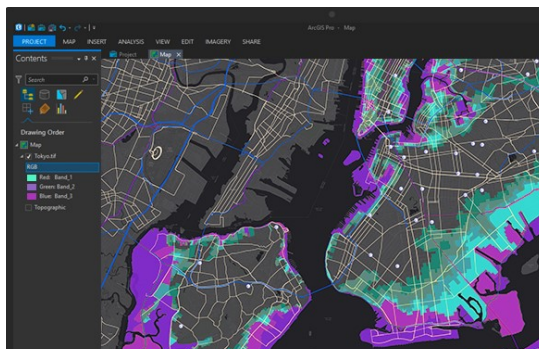 ArcGIS Pro - Map
PROJECT MAP INSERT ANALYSIS VIEW EDIT IMAGERY SHARE
Contents
Project Map
Search
Drawing Order
Map
Tokyo.tif
RGB
Red: Band_1
Green: Band_2
Blue: Band_3
Topographic